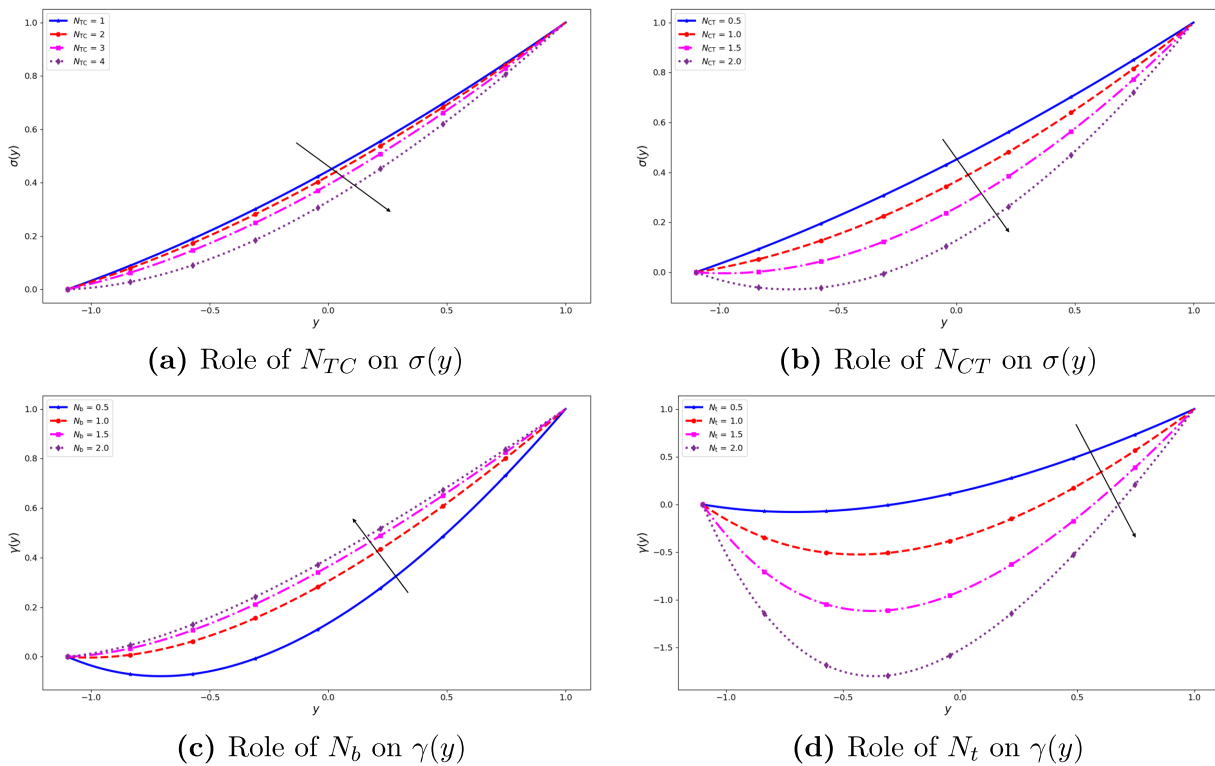 N_TC = 1
N_TC = 2
N_TC = 3
N_TC = 4
1.0
0.8
0.6
0.4
0.2
0.0
σ(y)
−1.0 −0.5 0.0 0.5 1.0
y
(a) Role of N_{TC} on σ(y)
N_CT = 0.5
N_CT = 1.0
N_CT = 1.5
N_CT = 2.0
1.0
0.8
0.6
0.4
0.2
0.0
σ(y)
−1.0 −0.5 0.0 0.5 1.0
y
(b) Role of N_{CT} on σ(y)
N_b = 0.5
N_b = 1.0
N_b = 1.5
N_b = 2.0
1.0
0.8
0.6
0.4
0.2
0.0
γ(y)
−1.0 −0.5 0.0 0.5 1.0
y
(c) Role of N_b on γ(y)
N_t = 0.5
N_t = 1.0
N_t = 1.5
N_t = 2.0
1.0
0.5
0.0
−0.5
−1.0
−1.5
γ(y)
−1.0 −0.5 0.0 0.5 1.0
y
(d) Role of N_t on γ(y)